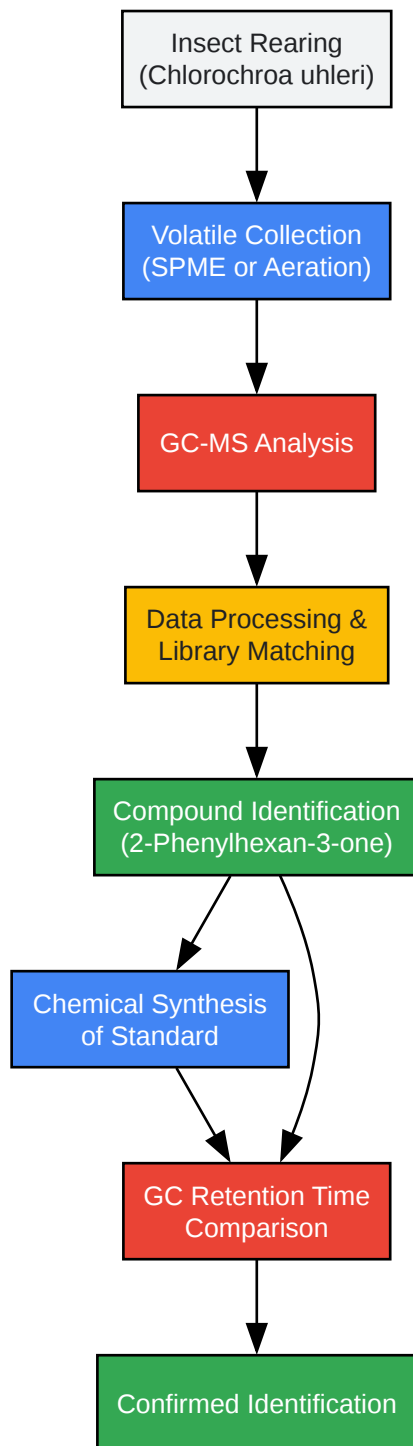 Insect Rearing
(Chlorochroa uhleri)
Volatile Collection
(SPME or Aeration)
GC-MS Analysis
Data Processing &
Library Matching
Compound Identification
(2-Phenylhexan-3-one)
Chemical Synthesis
of Standard
GC Retention Time
Comparison
Confirmed Identification